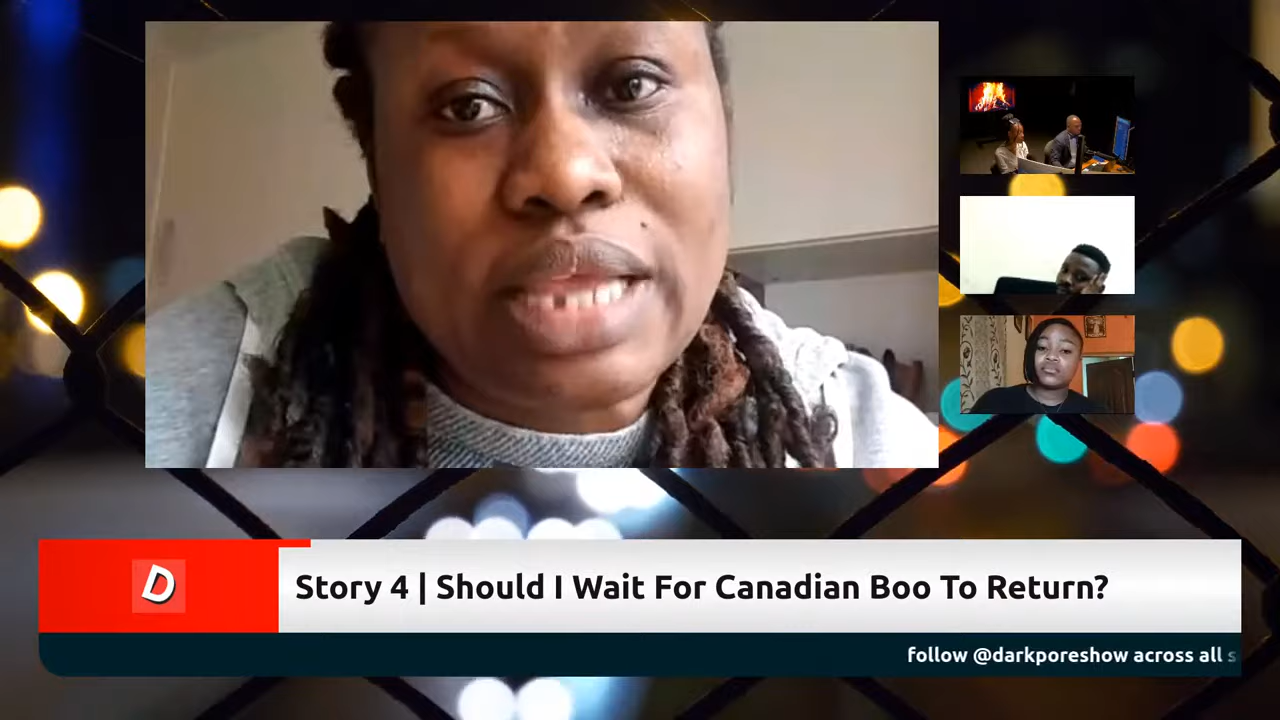 D
Story 4 | Should I Wait For Canadian Boo To Return?
follow @darkporeshow across all s